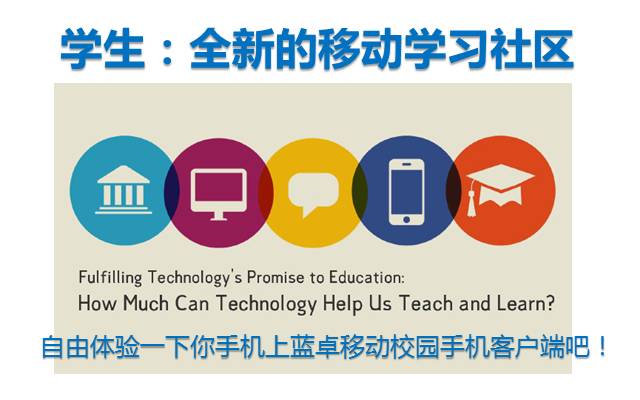 学生：全新的移动学习社区
Fulfilling Technology's Promise to Education:
How Much Can Technology Help Us Teach and Learn?
自由体验一下你手机上蓝卓移动校园手机客户端吧！